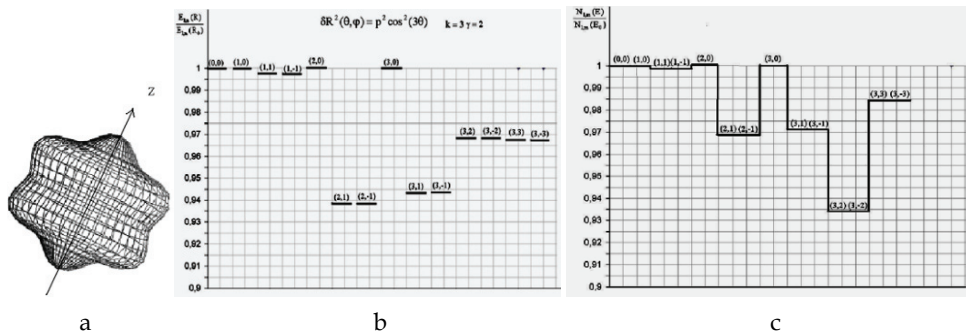 z
a
E_{l,n}(R)
E_{l,n}(E_0)
δR²(θ,φ) = p² cos²(3θ) k = 3 γ = 2
1
0,99
0,98
0,97
0,96
0,95
0,94
0,93
0,92
0,91
0,9
(0,0) (1,0) (1,1) (1,-1) (2,0) (3,0)
(3,2) (3,-2) (3,3) (3,-3)
(2,1) (2,-1) (3,1) (3,-1)
b
1
0,99
0,98
0,97
0,96
0,95
0,94
0,93
0,92
0,91
0,9
(0,0) (1,0) (1,1)(1,-1) (2,0) (3,0)
(3,3) (3,-3)
(2,1)(2,-1) (3,1) (3,-1)
(3,2) (3,-2)
c